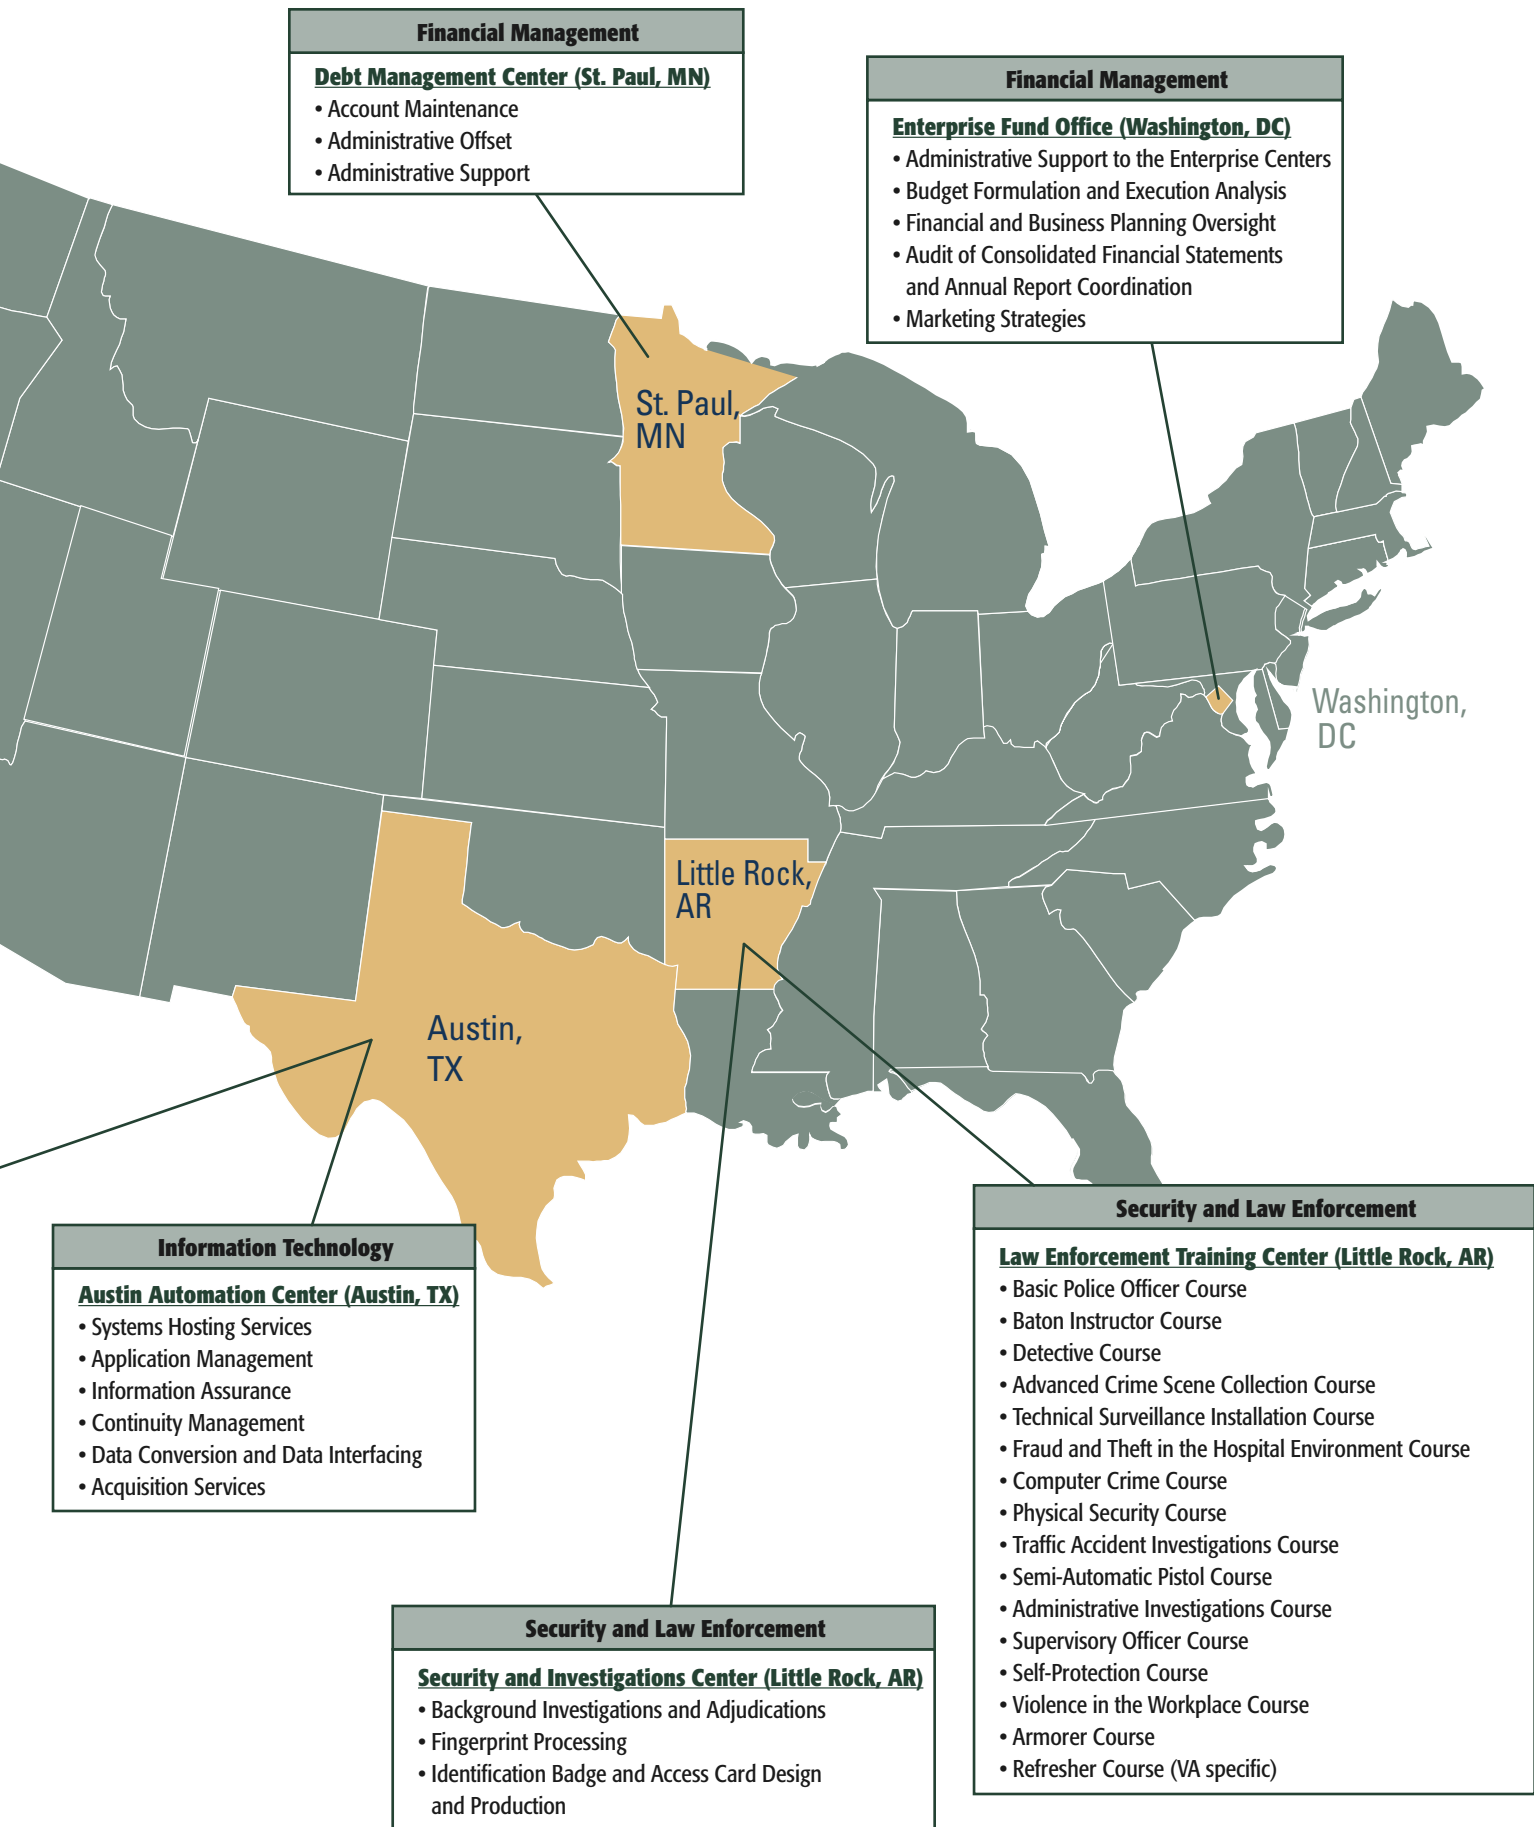 Financial Management
Debt Management Center (St. Paul, MN)
• Account Maintenance
• Administrative Offset
• Administrative Support
Financial Management
Enterprise Fund Office (Washington, DC)
• Administrative Support to the Enterprise Centers
• Budget Formulation and Execution Analysis
• Financial and Business Planning Oversight
• Audit of Consolidated Financial Statements
and Annual Report Coordination
• Marketing Strategies
St. Paul,
MN
Washington,
DC
Little Rock,
AR
Austin,
TX
Information Technology
Austin Automation Center (Austin, TX)
• Systems Hosting Services
• Application Management
• Information Assurance
• Continuity Management
• Data Conversion and Data Interfacing
• Acquisition Services
Security and Law Enforcement
Law Enforcement Training Center (Little Rock, AR)
• Basic Police Officer Course
• Baton Instructor Course
• Detective Course
• Advanced Crime Scene Collection Course
• Technical Surveillance Installation Course
• Fraud and Theft in the Hospital Environment Course
• Computer Crime Course
• Physical Security Course
• Traffic Accident Investigations Course
• Semi-Automatic Pistol Course
• Administrative Investigations Course
• Supervisory Officer Course
• Self-Protection Course
• Violence in the Workplace Course
• Armorer Course
• Refresher Course (VA specific)
Security and Law Enforcement
Security and Investigations Center (Little Rock, AR)
• Background Investigations and Adjudications
• Fingerprint Processing
• Identification Badge and Access Card Design
and Production